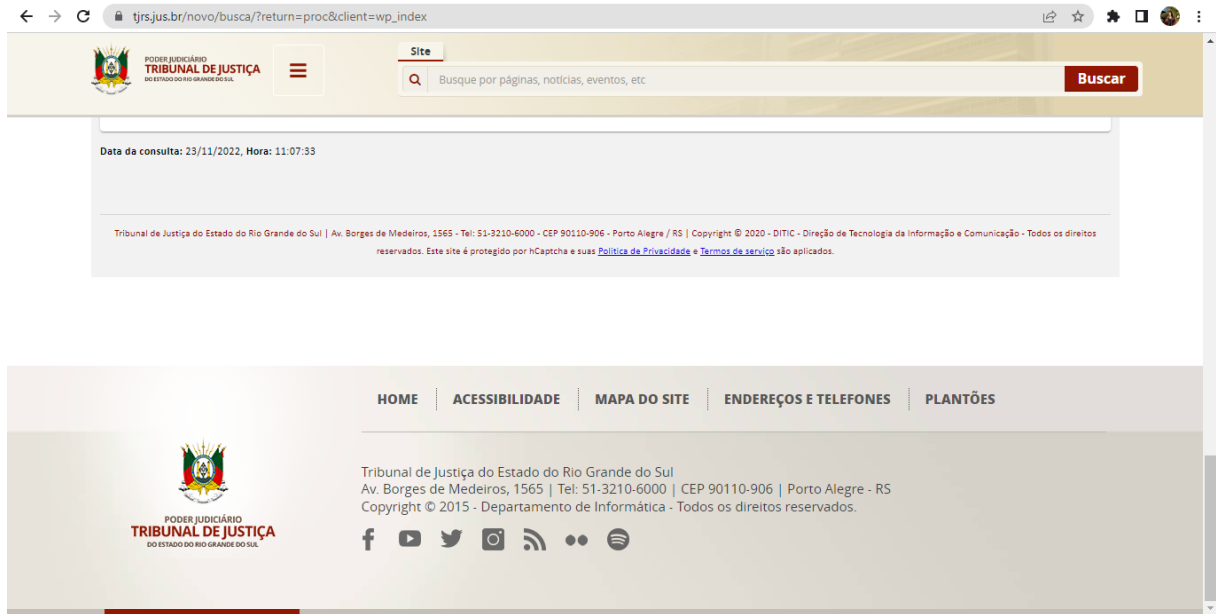 tjrs.jus.br/novo/busca/?return=proc&client=wp_index
Site
PODER JUDICIÁRIO
TRIBUNAL DE JUSTIÇA
DO ESTADO DO RIO GRANDE DO SUL
Busque por páginas, notícias, eventos, etc
Buscar
Data da consulta: 23/11/2022, Hora: 11:07:33
Tribunal de Justiça do Estado do Rio Grande do Sul | Av. Borges de Medeiros, 1565 - Tel: 51-3210-6000 - CEP 90110-906 - Porto Alegre / RS | Copyright © 2020 - DITIC - Direção de Tecnologia da Informação e Comunicação - Todos os direitos
reservados. Este site é protegido por hCaptcha e suas Política de Privacidade e Termos de serviço são aplicados.
HOME ACESSIBILIDADE MAPA DO SITE ENDEREÇOS E TELEFONES PLANTÕES
Tribunal de Justiça do Estado do Rio Grande do Sul
Av. Borges de Medeiros, 1565 | Tel: 51-3210-6000 | CEP 90110-906 | Porto Alegre - RS
Copyright © 2015 - Departamento de Informática - Todos os direitos reservados.
PODER JUDICIÁRIO
TRIBUNAL DE JUSTIÇA
DO ESTADO DO RIO GRANDE DO SUL